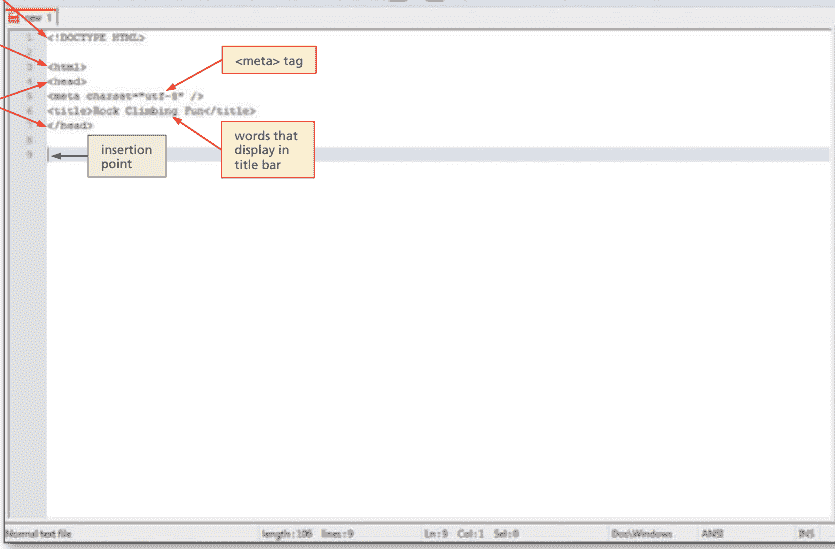 new 1
1 <!DOCTYPE HTML>
2
3 <html>
4 <head>
5 <meta charset="utf-8" />
6 <title>Rock Climbing Fun</title>
7 </head>
8
9
<meta> tag
words that
display in
title bar
insertion
point
Normal text file length:106 lines:9 Ln:9 Col:1 Sel:0 Dos\Windows ANSI INS